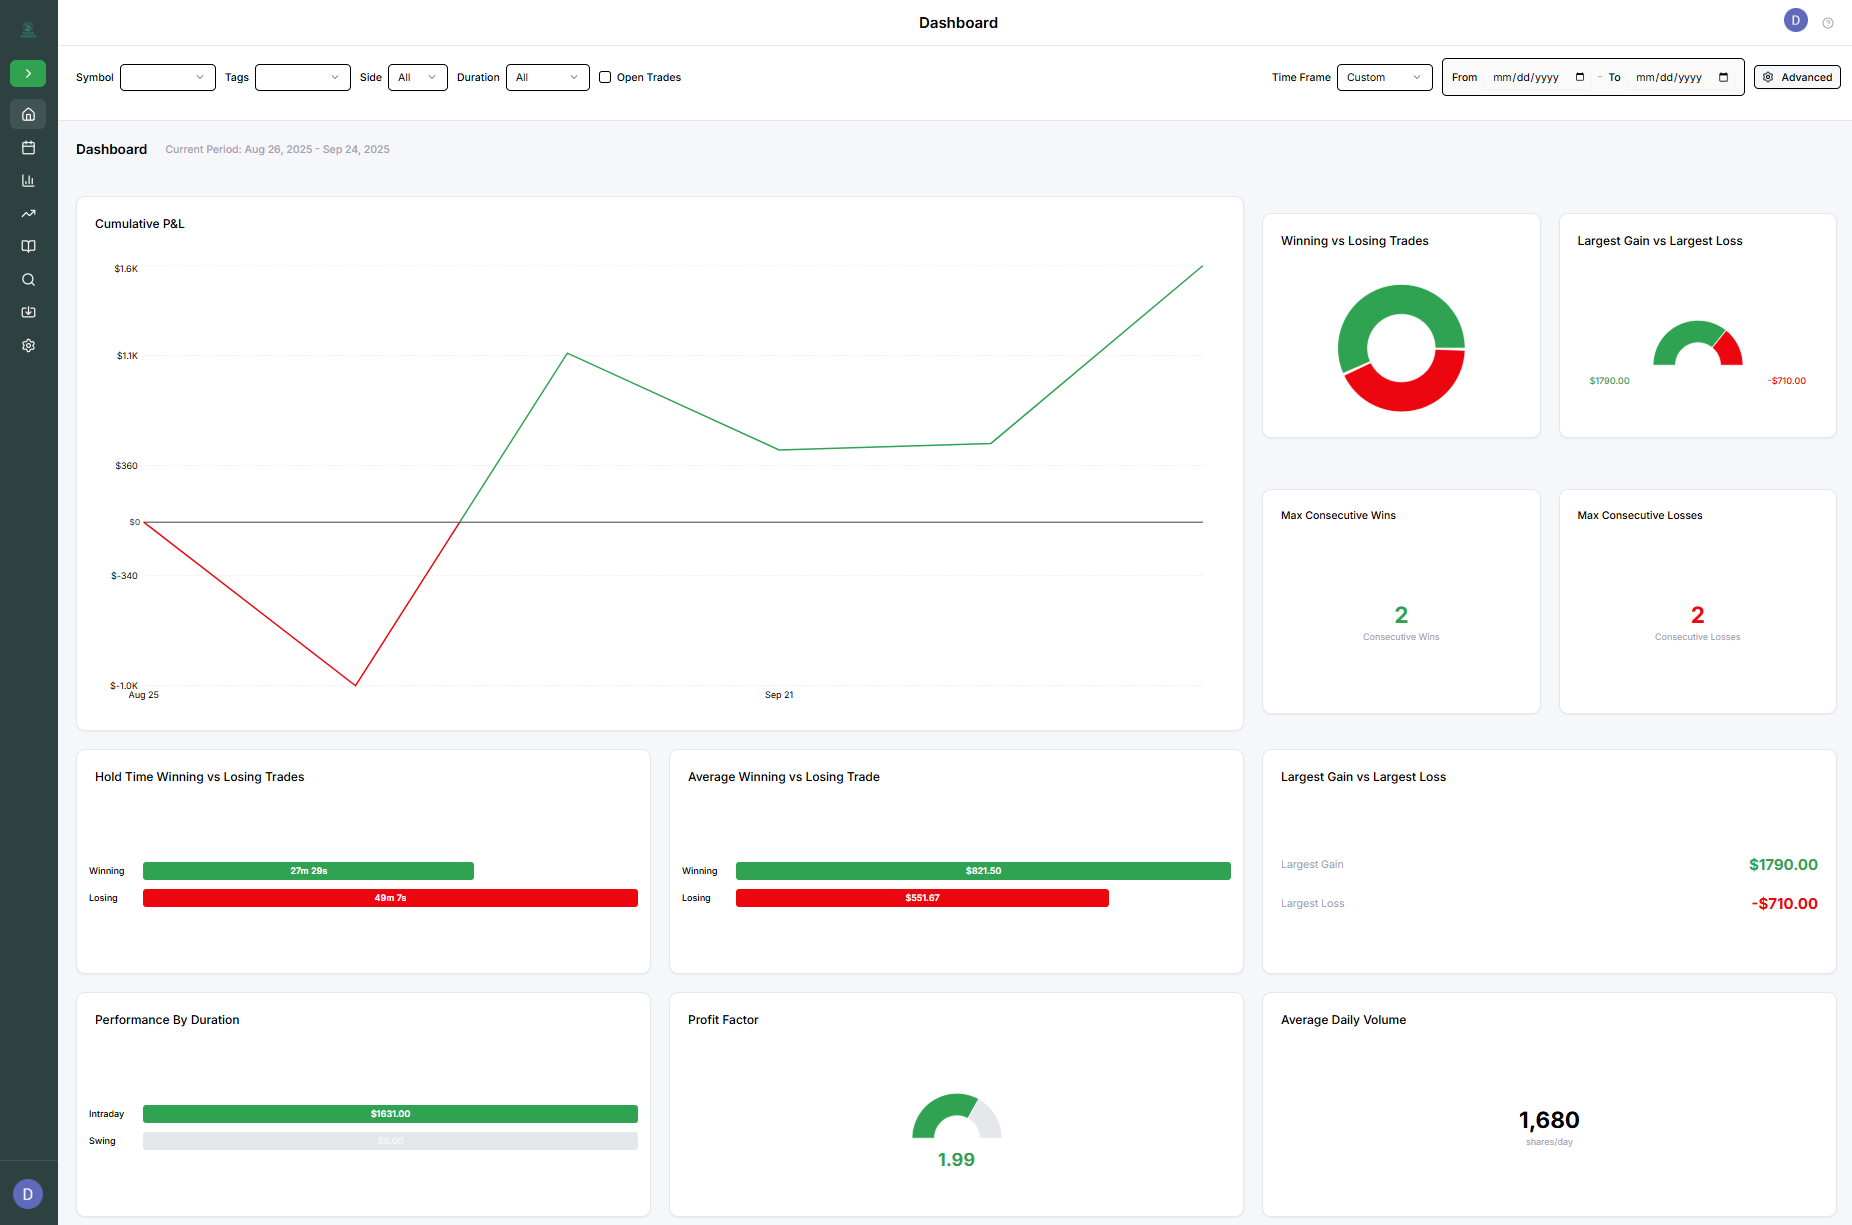 Dashboard
D
Symbol
Tags
Side
All
Duration
All
Open Trades
Time Frame
Custom
From
mm/dd/yyyy
-
To
mm/dd/yyyy
Advanced
Dashboard
Current Period: Aug 26, 2025 - Sep 24, 2025
Cumulative P&L
$1.6K
$1.1K
$360
$0
$-340
$-1.0K
Aug 25
Sep 21
Winning vs Losing Trades
Largest Gain vs Largest Loss
$1790.00
-$710.00
Max Consecutive Wins
2
Consecutive Wins
Max Consecutive Losses
2
Consecutive Losses
Hold Time Winning vs Losing Trades
Winning
27m 29s
Losing
49m 7s
Average Winning vs Losing Trade
Winning
$821.50
Losing
$551.67
Largest Gain vs Largest Loss
Largest Gain
$1790.00
Largest Loss
-$710.00
Performance By Duration
Intraday
$1631.00
Swing
$0.00
Profit Factor
1.99
Average Daily Volume
1,680
shares/day
D